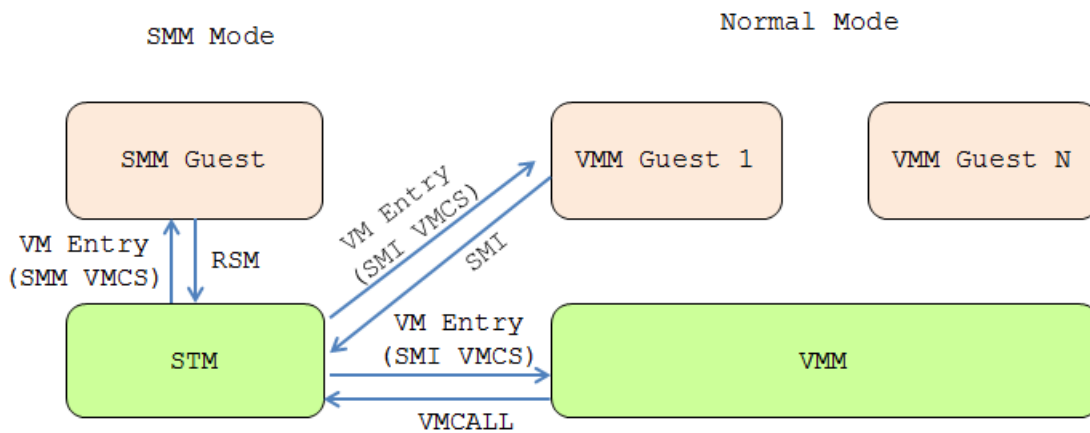 SMM Mode
Normal Mode
SMM Guest
VMM Guest 1
VMM Guest N
VM Entry
(SMM VMCS)
RSM
VM Entry
(SMI VMCS)
SMI
STM
VM Entry
(SMI VMCS)
VMM
VMCALL